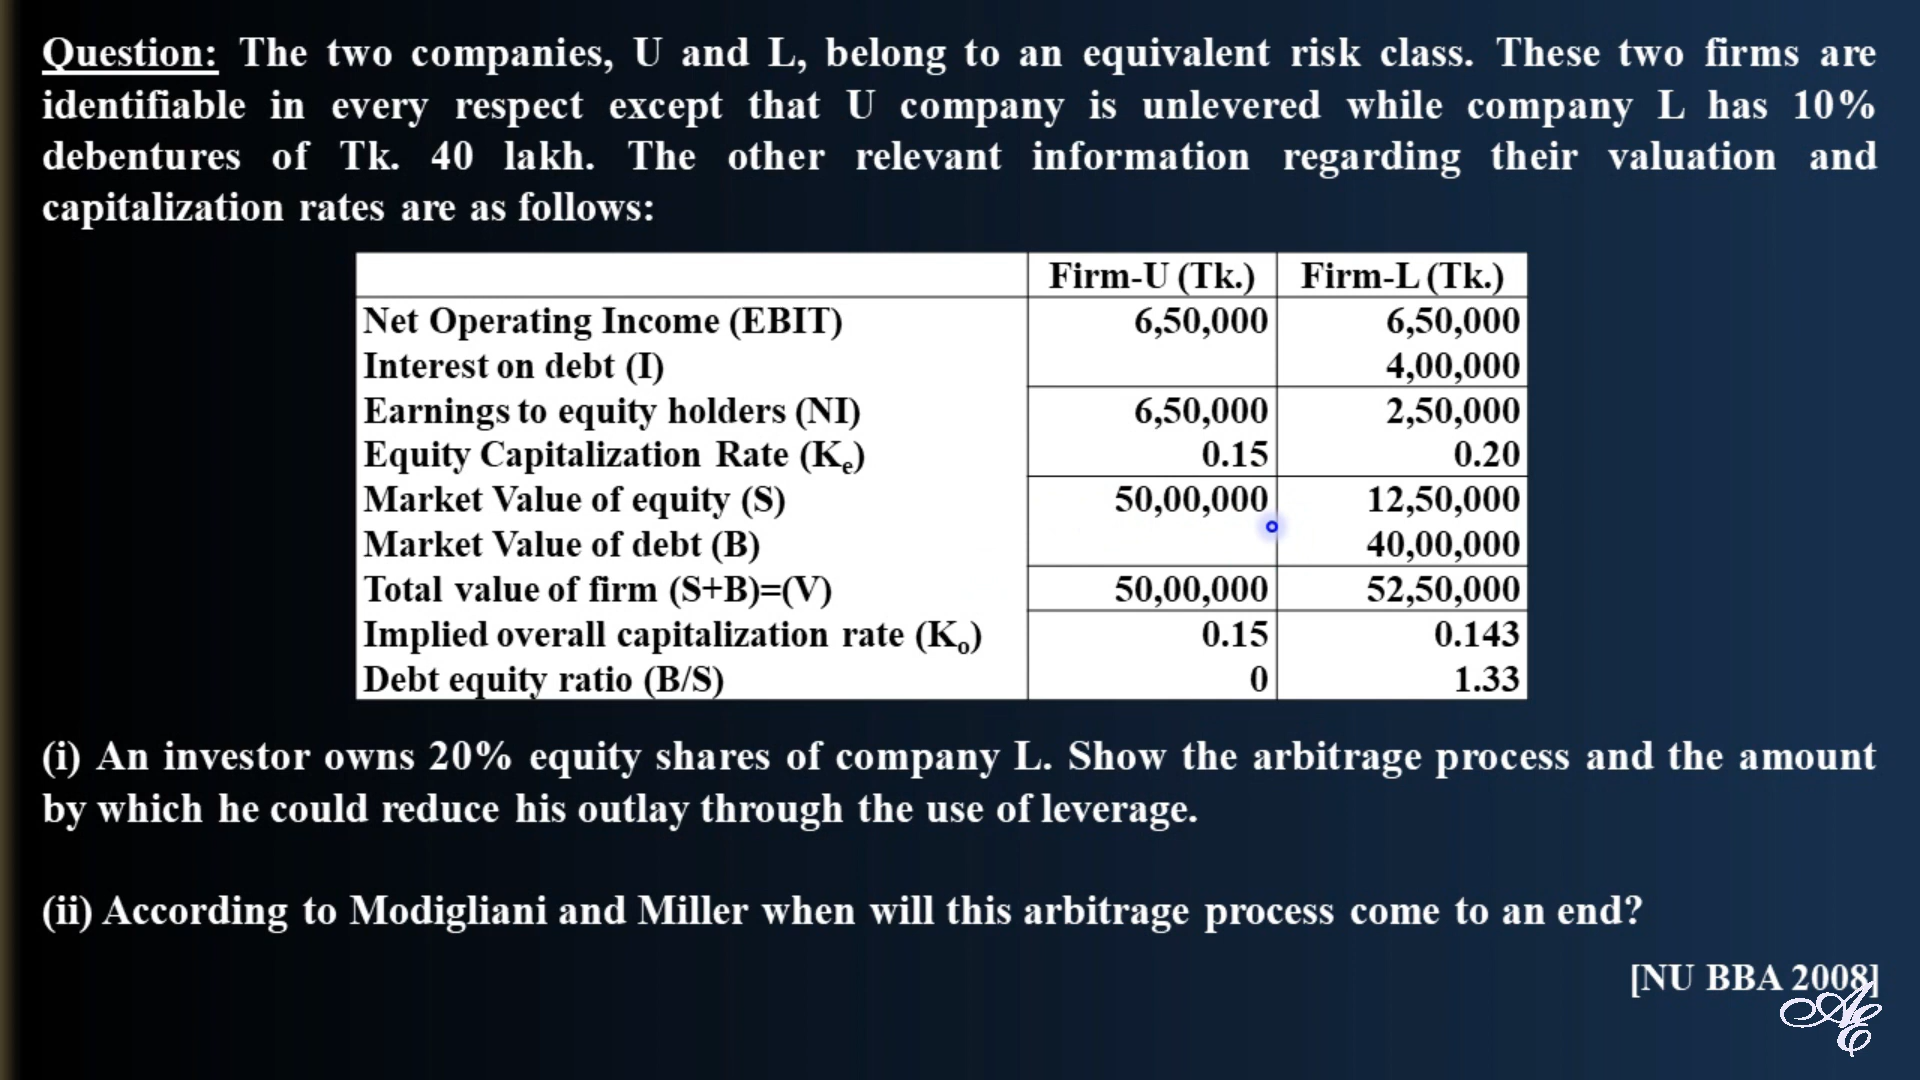 Question: The two companies, U and L, belong to an equivalent risk class. These two firms are
identifiable in every respect except that U company is unlevered while company L has 10%
debentures of Tk. 40 lakh. The other relevant information regarding their valuation and
capitalization rates are as follows:
Firm-U (Tk.) Firm-L (Tk.)
Net Operating Income (EBIT) 6,50,000 6,50,000
Interest on debt (I) 4,00,000
Earnings to equity holders (NI) 6,50,000 2,50,000
Equity Capitalization Rate (Ke) 0.15 0.20
Market Value of equity (S) 50,00,000 12,50,000
Market Value of debt (B) 40,00,000
Total value of firm (S+B)=(V) 50,00,000 52,50,000
Implied overall capitalization rate (Ko) 0.15 0.143
Debt equity ratio (B/S) 0 1.33
(i) An investor owns 20% equity shares of company L. Show the arbitrage process and the amount
by which he could reduce his outlay through the use of leverage.
(ii) According to Modigliani and Miller when will this arbitrage process come to an end?
[NU BBA 2008]